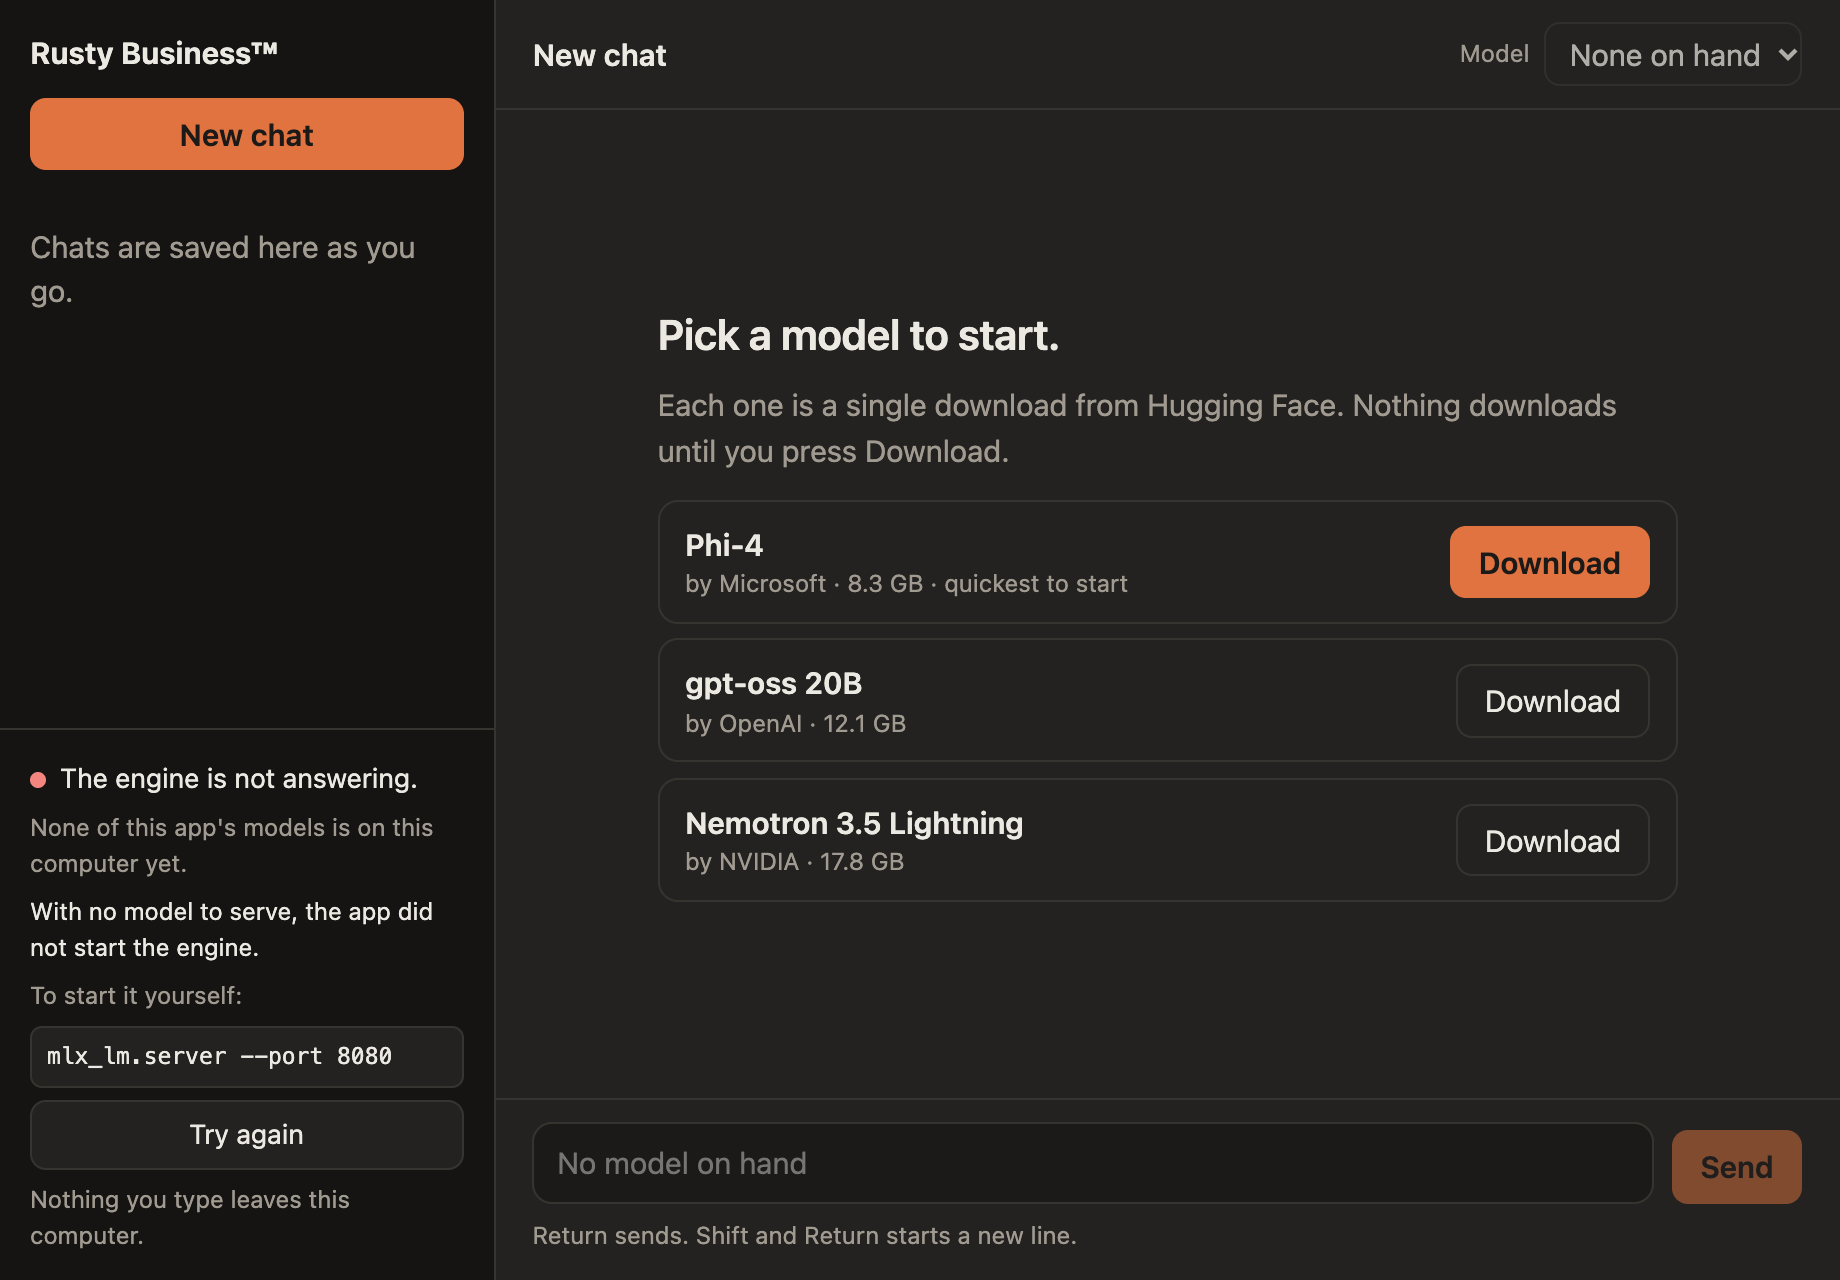 Rusty Business™
New chat
Chats are saved here as you
go.
The engine is not answering.
None of this app's models is on this
computer yet.
With no model to serve, the app did
not start the engine.
To start it yourself:
mlx_lm.server --port 8080
Try again
Nothing you type leaves this
computer.
New chat
Model
None on hand
Pick a model to start.
Each one is a single download from Hugging Face. Nothing downloads
until you press Download.
Phi-4
by Microsoft · 8.3 GB · quickest to start
Download
gpt-oss 20B
by OpenAI · 12.1 GB
Download
Nemotron 3.5 Lightning
by NVIDIA · 17.8 GB
Download
No model on hand
Send
Return sends. Shift and Return starts a new line.